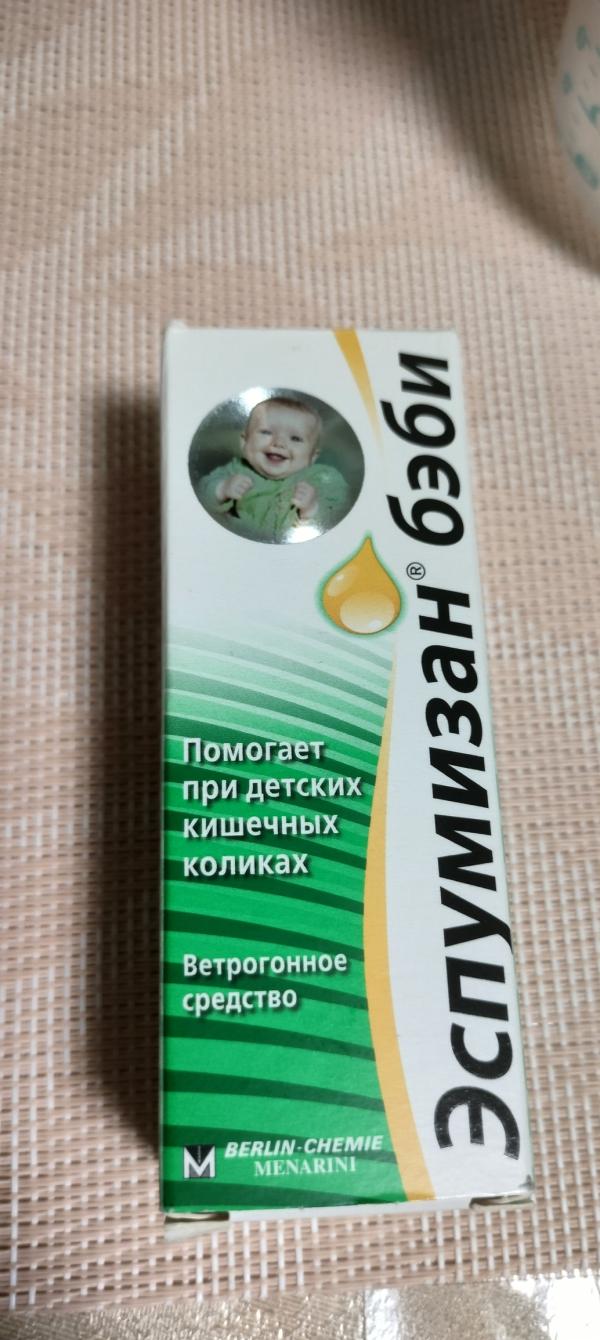 Эспумизан® бэби
Помогает
при детских
кишечных
коликах
Ветрогонное
средство
BERLIN-CHEMIE
MENARINI